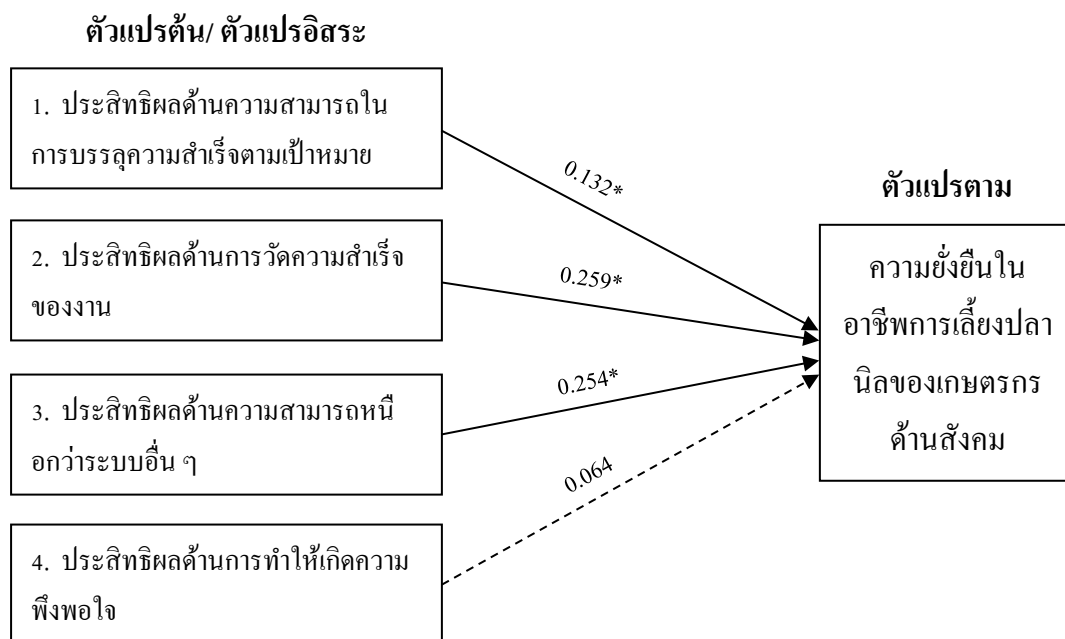 ตัวแปรต้น/ ตัวแปรอิสระ
1. ประสิทธิผลด้านความสามารถใน
การบรรลุความสำเร็จตามเป้าหมาย
2. ประสิทธิผลด้านการวัดความสำเร็จ
ของงาน
3. ประสิทธิผลด้านความสามารถหนื
อกว่าระบบอื่น ๆ
4. ประสิทธิผลด้านการทำให้เกิดความ
พึงพอใจ
0.132*
0.259*
0.254*
0.064
ตัวแปรตาม
ความยั่งยืนใน
อาชีพการเลี้ยงปลา
นิลของเกษตรกร
ด้านสังคม